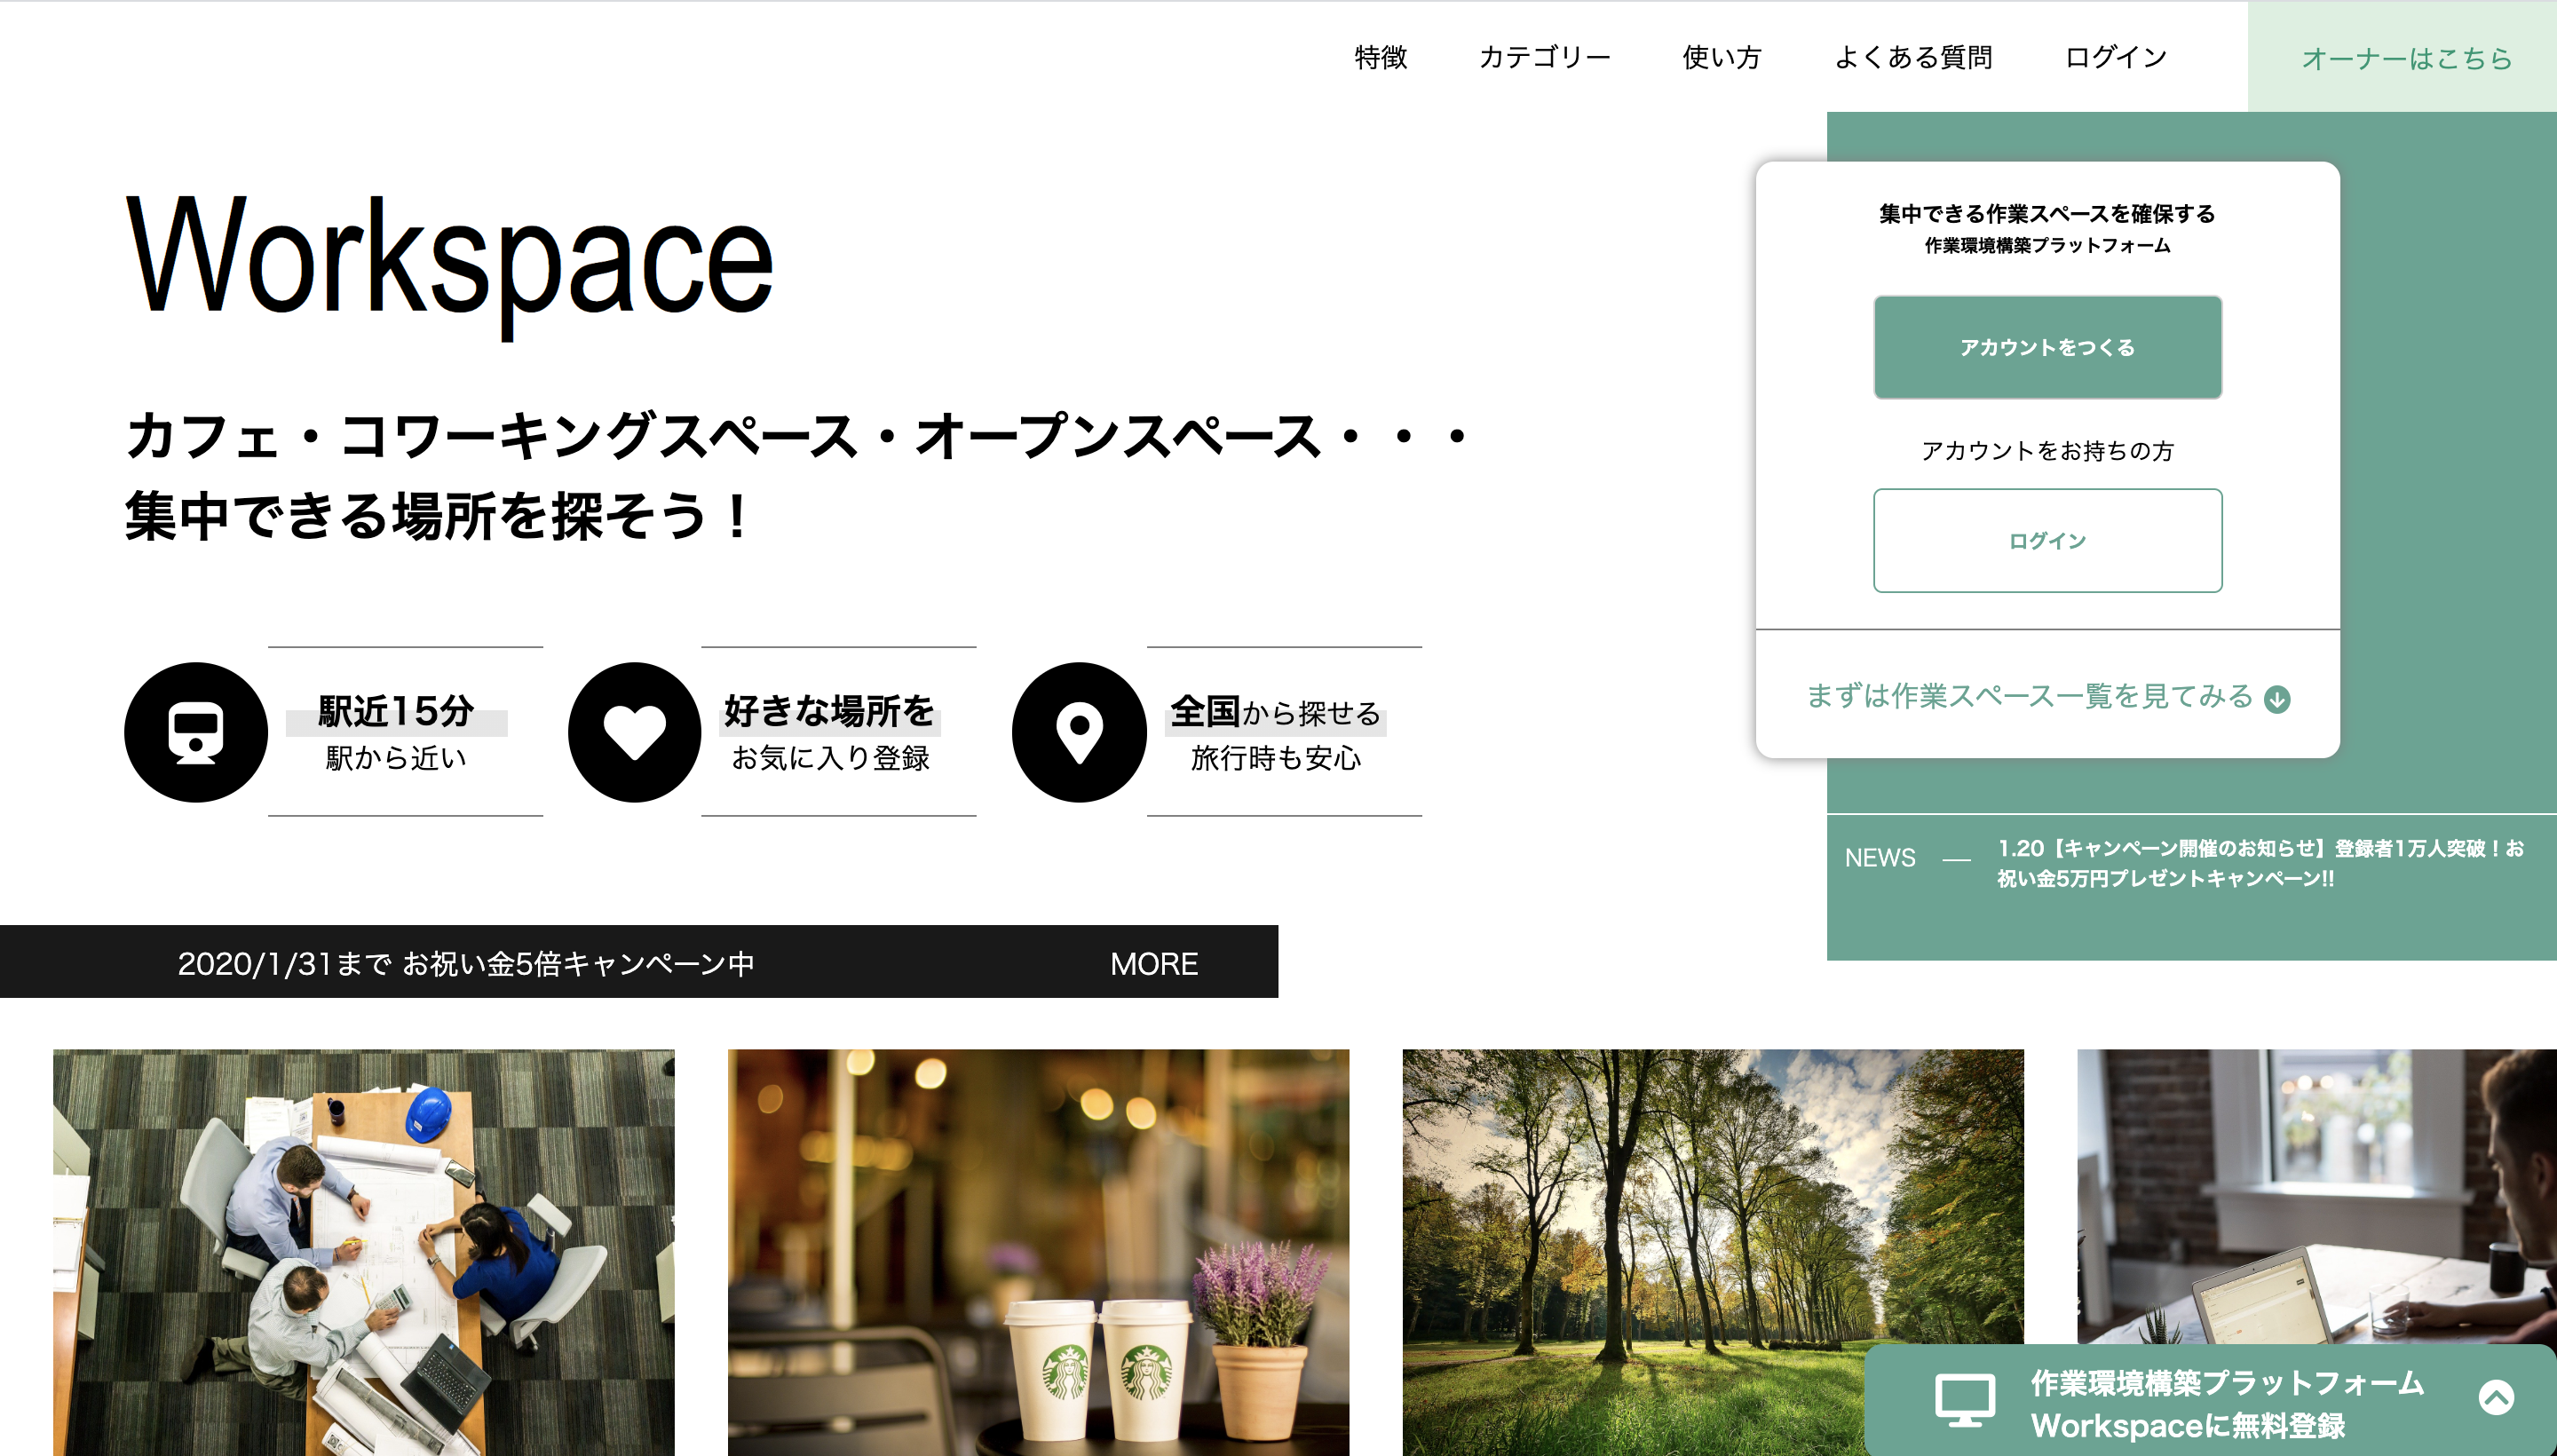 特徴
カテゴリー
使い方
よくある質問
ログイン
オーナーはこちら
Workspace
カフェ・コワーキングスペース・オープンスペース・・・
集中できる場所を探そう！
駅近15分
駅から近い
好きな場所を
お気に入り登録
全国から探せる
旅行時も安心
集中できる作業スペースを確保する
作業環境構築プラットフォーム
アカウントをつくる
アカウントをお持ちの方
ログイン
まずは作業スペース一覧を見てみる
NEWS
1.20【キャンペーン開催のお知らせ】登録者1万人突破！お
祝い金5万円プレゼントキャンペーン!!
2020/1/31まで お祝い金5倍キャンペーン中
MORE
作業環境構築プラットフォーム
Workspaceに無料登録